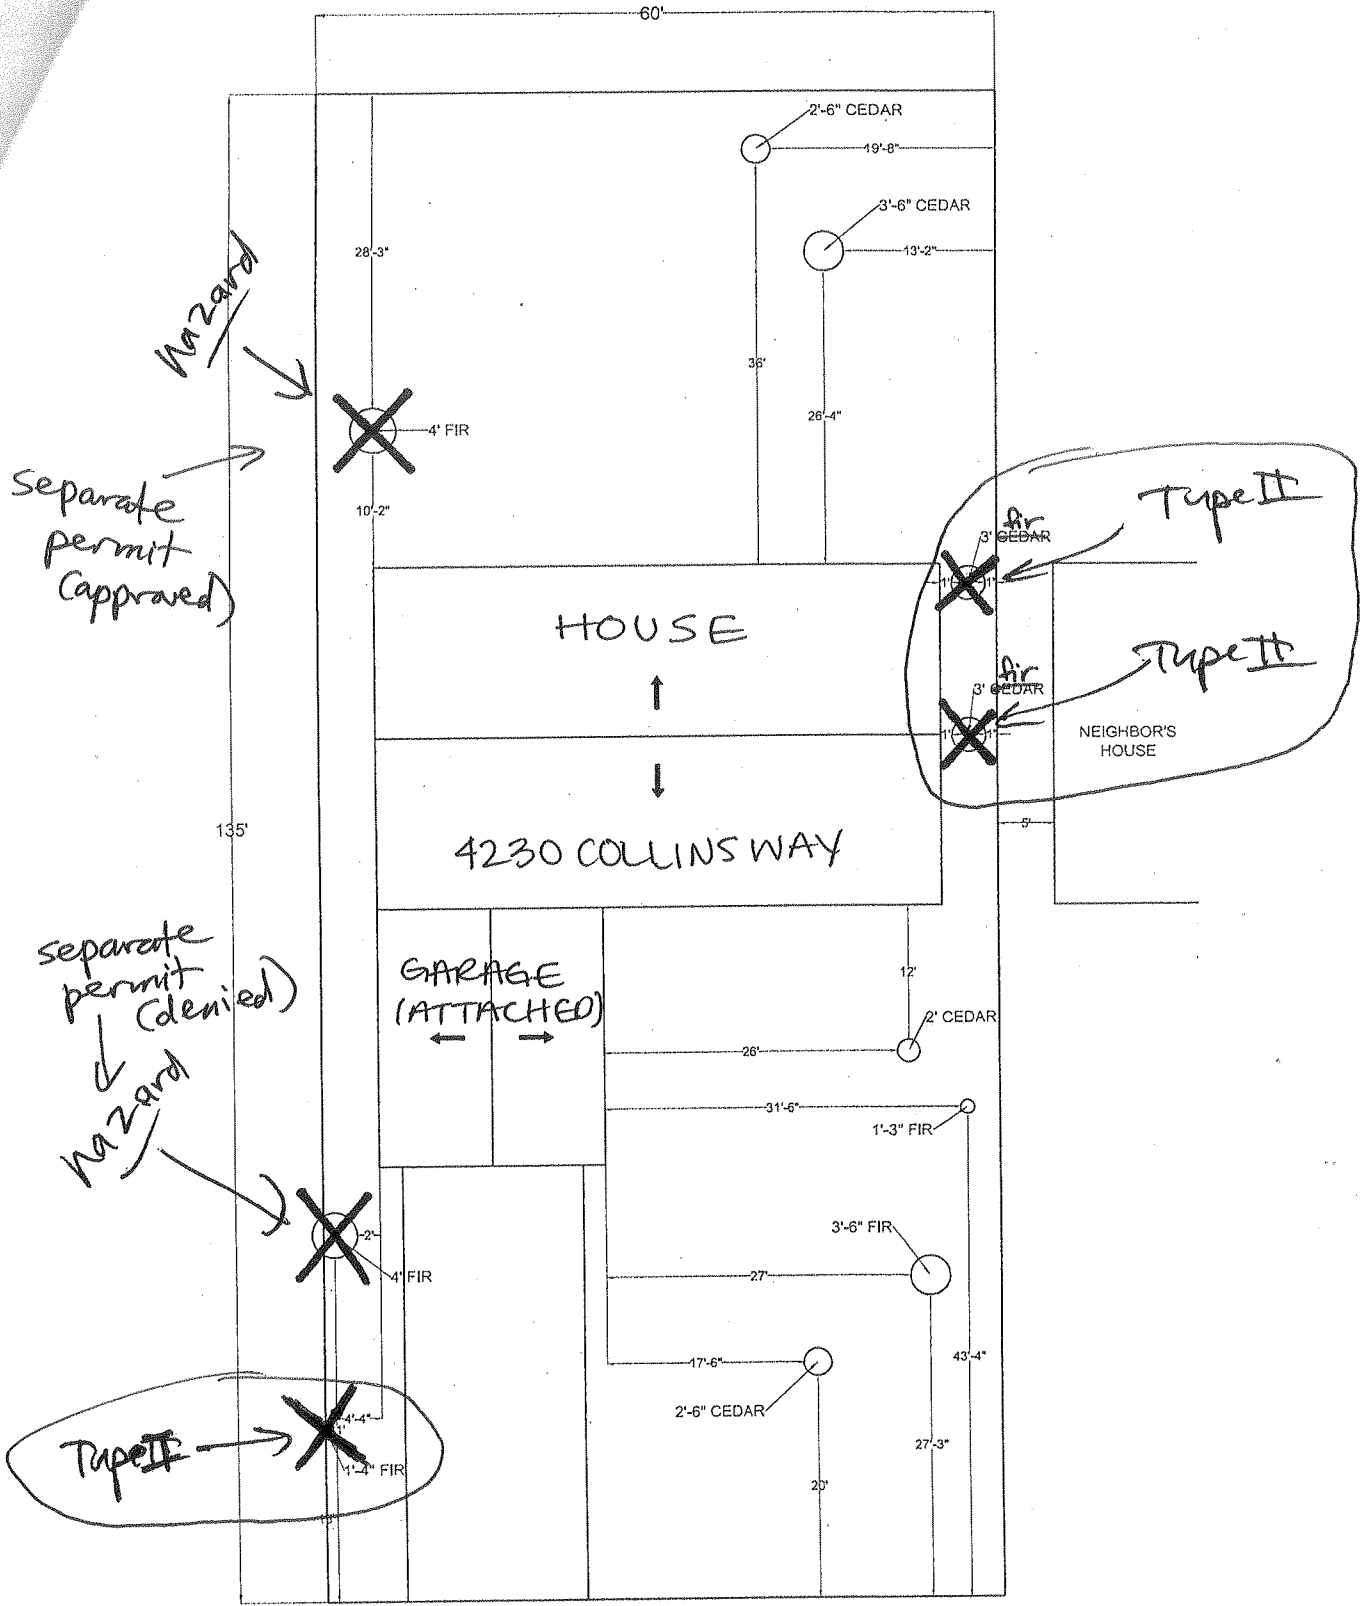 60'
2'-6" CEDAR
19'-8"
3'-6" CEDAR
13'-2"
28'-3"
Hazard
36'
26'-4"
4' FIR
Separate
permit
(approved)
10'-2"
Type II
fir
3' CEDAR
1'
1'
HOUSE
Type II
fir
3' CEDAR
1'
1'
NEIGHBOR'S
HOUSE
135'
4230 COLLINS WAY
5'
separate
permit
(denied)
Hazard
GARAGE
(ATTACHED)
12'
2' CEDAR
26'
31'-6"
1'-3" FIR
2'
4' FIR
3'-6" FIR
27'
43'-4"
17'-6"
2'-6" CEDAR
4'-4"
1'
Type II
1'-4" FIR
27'-3"
20'